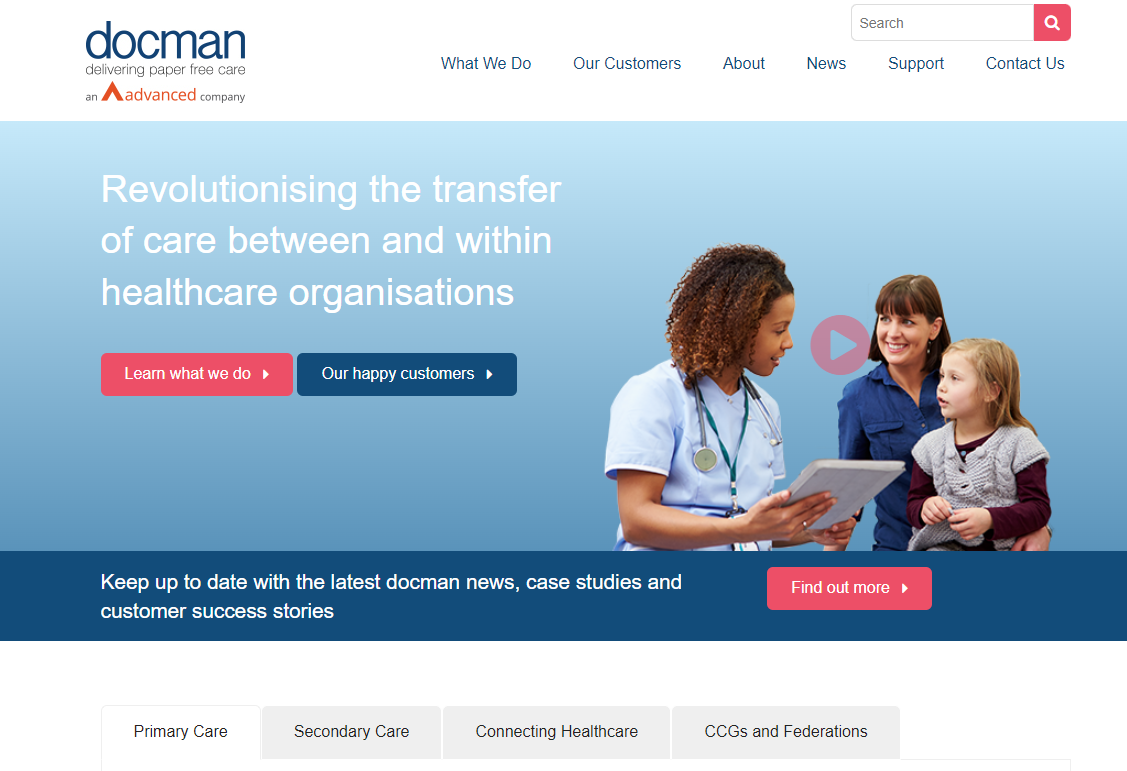 docman
delivering paper free care
an advanced company
Search
What We Do
Our Customers
About
News
Support
Contact Us
Revolutionising the transfer
of care between and within
healthcare organisations
Learn what we do
Our happy customers
Keep up to date with the latest docman news, case studies and
customer success stories
Find out more
Primary Care
Secondary Care
Connecting Healthcare
CCGs and Federations